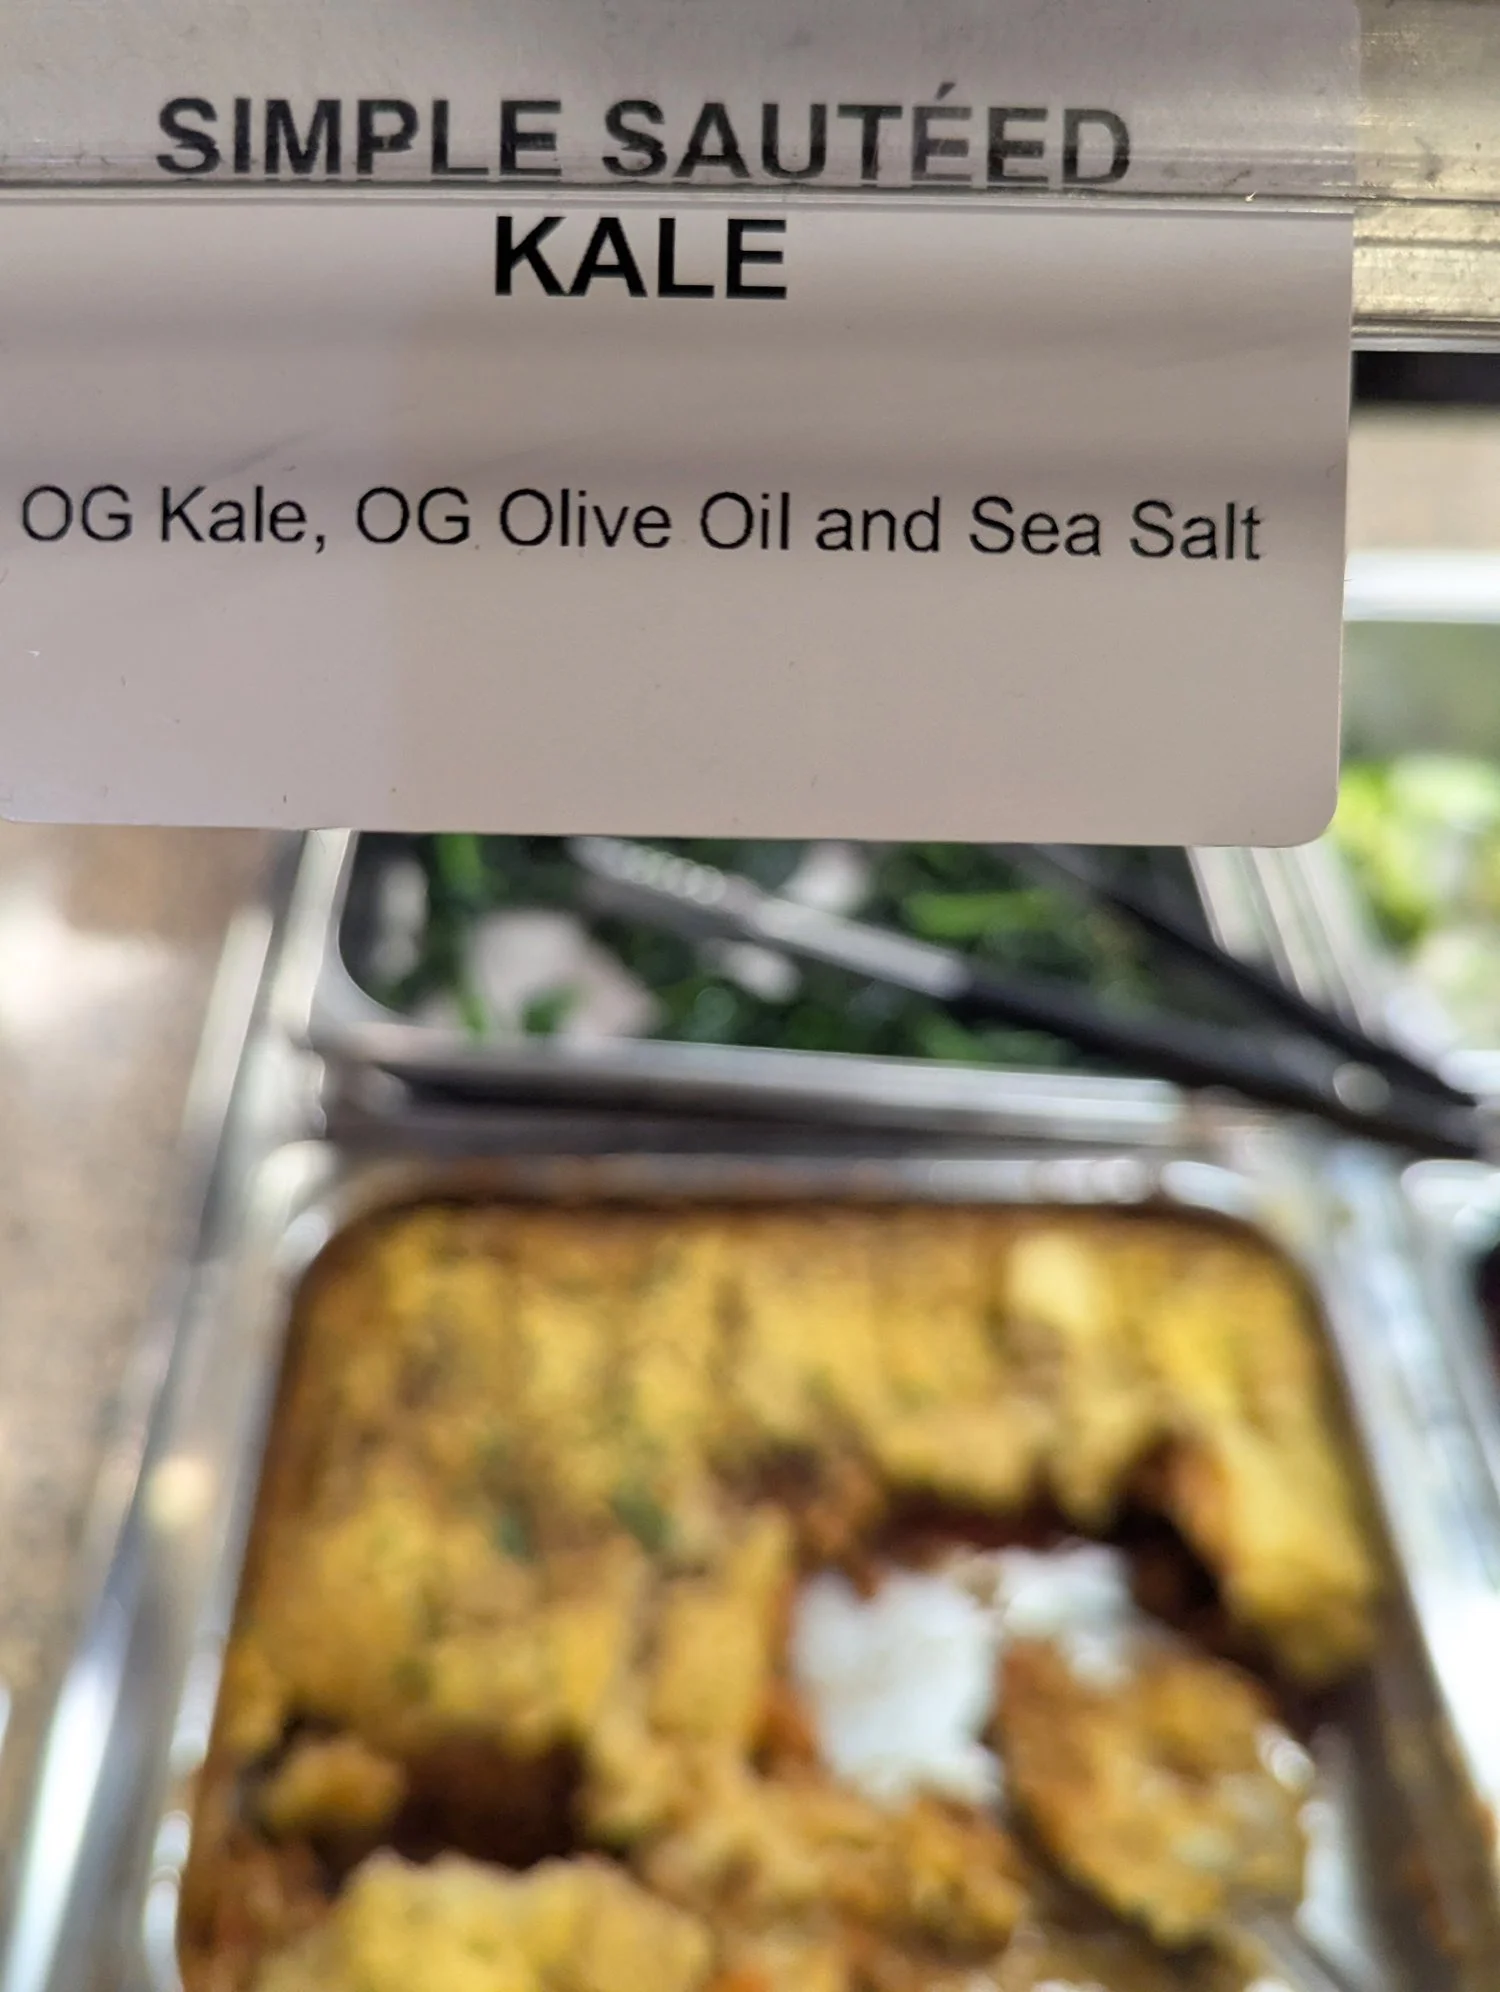 SIMPLE SAUTÉED
KALE
OG Kale, OG Olive Oil and Sea Salt